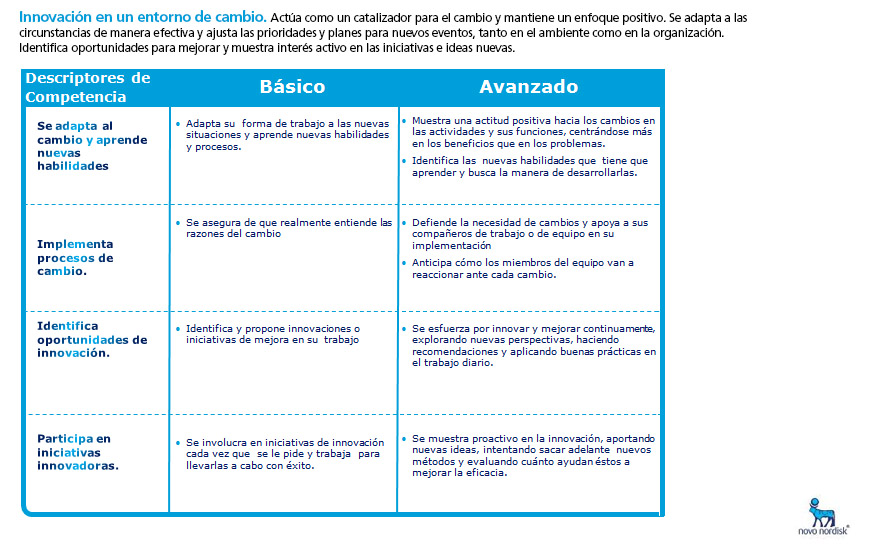 Innovación en un entorno de cambio. Actúa como un catalizador para el cambio y mantiene un enfoque positivo. Se adapta a las
circunstancias de manera efectiva y ajusta las prioridades y planes para nuevos eventos, tanto en el ambiente como en la organización.
Identifica oportunidades para mejorar y muestra interés activo en las iniciativas e ideas nuevas.
Descriptores de
Competencia
Básico
Avanzado
Se adapta al
cambio y aprende
nuevas
habilidades
• Adapta su forma de trabajo a las nuevas
situaciones y aprende nuevas habilidades
y procesos.
• Muestra una actitud positiva hacia los cambios en
las actividades y sus funciones, centrándose más
en los beneficios que en los problemas.
• Identifica las nuevas habilidades que tiene que
aprender y busca la manera de desarrollarlas.
Implementa
procesos de
cambio.
• Se asegura de que realmente entiende las
razones del cambio
• Defiende la necesidad de cambios y apoya a sus
compañeros de trabajo o de equipo en su
implementación
• Anticipa cómo los miembros del equipo van a
reaccionar ante cada cambio.
Identifica
oportunidades de
innovación.
• Identifica y propone innovaciones o
iniciativas de mejora en su trabajo
• Se esfuerza por innovar y mejorar continuamente,
explorando nuevas perspectivas, haciendo
recomendaciones y aplicando buenas prácticas en
el trabajo diario.
Participa en
iniciativas
innovadoras.
• Se involucra en iniciativas de innovación
cada vez que se le pide y trabaja para
llevarlas a cabo con éxito.
• Se muestra proactivo en la innovación, aportando
nuevas ideas, intentando sacar adelante nuevos
métodos y evaluando cuánto ayudan éstos a
mejorar la eficacia.
novo nordisk®